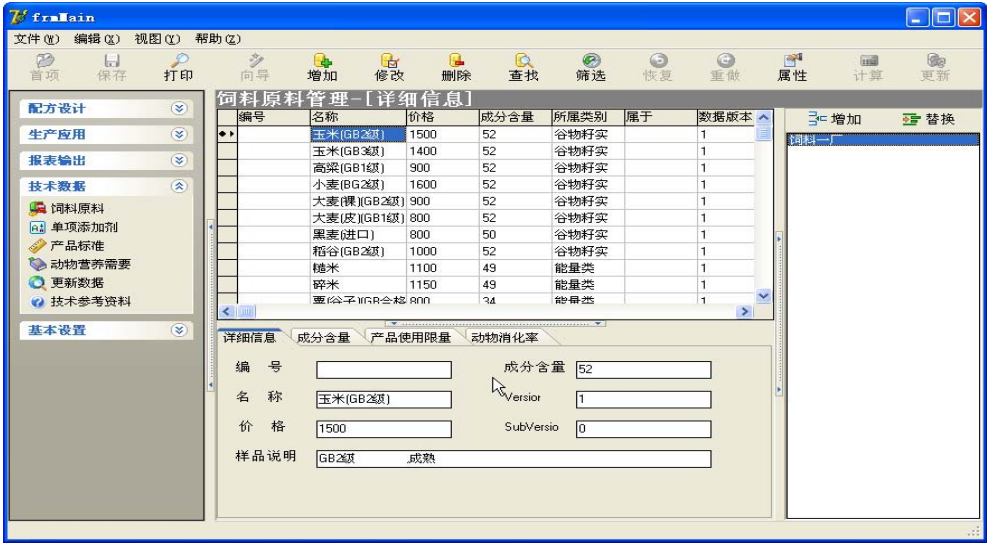 frmMain
文件(W) 编辑(X) 视图(Y) 帮助(Z)
首项 保存 打印 向导 增加 修改 删除 查找 筛选 恢复 重做 属性 计算 更新
配方设计
生产应用
报表输出
技术数据
饲料原料
单项添加剂
产品标准
动物营养需要
更新数据
技术参考资料
基本设置
饲料原料管理-[详细信息]
编号 名称 价格 成分含量 所属类别 属于 数据版本
玉米(GB2级) 1500 52 谷物籽实 1
玉米(GB3级) 1400 52 谷物籽实 1
高粱(GB1级) 900 52 谷物籽实 1
小麦(BG2级) 1600 52 谷物籽实 1
大麦(裸)(GB2级) 900 52 谷物籽实 1
大麦(皮)(GB1级) 800 52 谷物籽实 1
黑麦(进口) 800 50 谷物籽实 1
稻谷(GB2级) 1000 52 谷物籽实 1
糙米 1100 49 能量类 1
碎米 1150 49 能量类 1
粟(谷子)(GB合格 800 34 能量类 1
详细信息 成分含量 产品使用限量 动物消化率
编 号 成分含量 52
名 称 玉米(GB2级) Versior 1
价 格 1500 SubVersio 0
样品说明 GB2级 ,成熟
增加 替换
饲料一厂